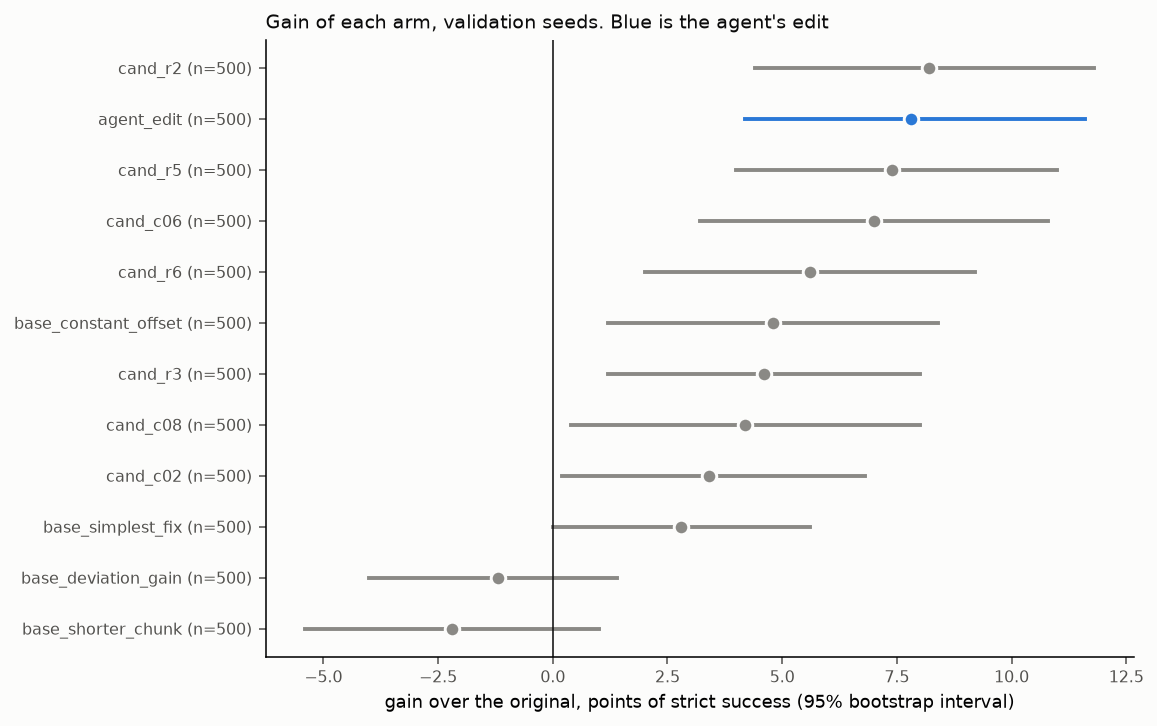 Gain of each arm, validation seeds. Blue is the agent's edit
cand_r2 (n=500)
agent_edit (n=500)
cand_r5 (n=500)
cand_c06 (n=500)
cand_r6 (n=500)
base_constant_offset (n=500)
cand_r3 (n=500)
cand_c08 (n=500)
cand_c02 (n=500)
base_simplest_fix (n=500)
base_deviation_gain (n=500)
base_shorter_chunk (n=500)
−5.0 −2.5 0.0 2.5 5.0 7.5 10.0 12.5
gain over the original, points of strict success (95% bootstrap interval)